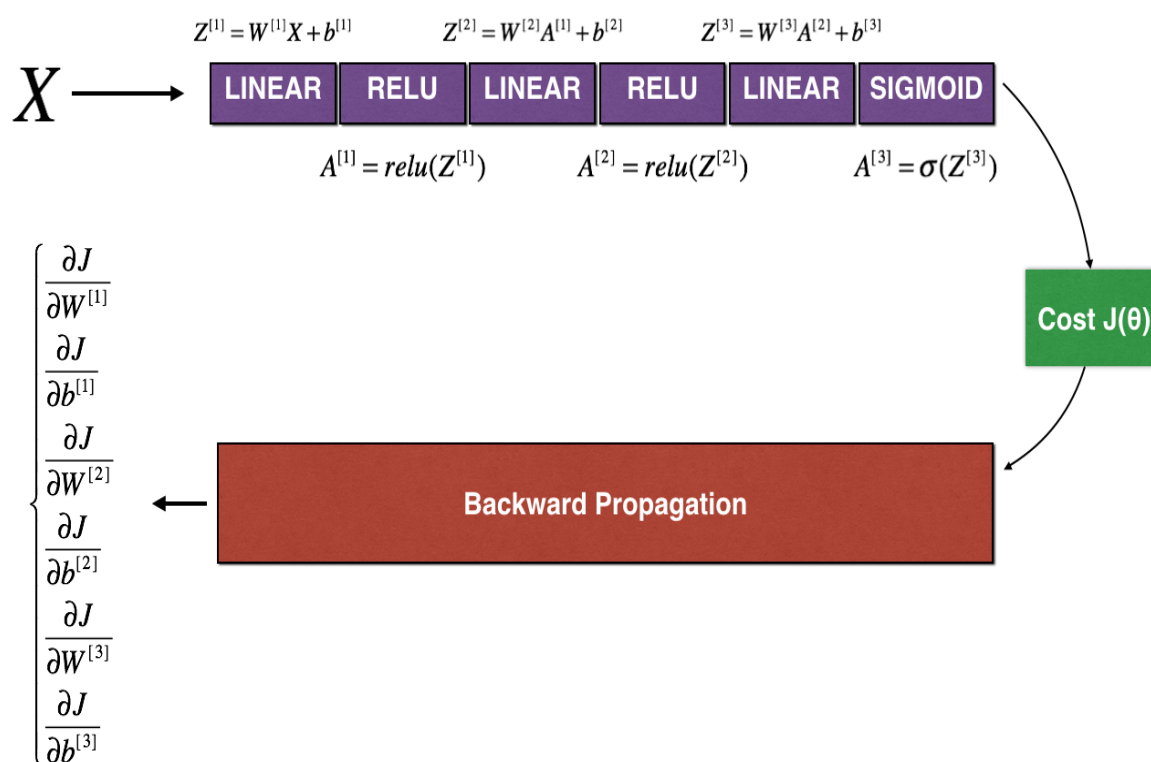 Z^[1] = W^[1]X + b^[1]
Z^[2] = W^[2]A^[1] + b^[2]
Z^[3] = W^[3]A^[2] + b^[3]
X
LINEAR
RELU
LINEAR
RELU
LINEAR
SIGMOID
A^[1] = relu(Z^[1])
A^[2] = relu(Z^[2])
A^[3] = σ(Z^[3])
Cost J(θ)
Backward Propagation
∂J
∂W^[1]
∂J
∂b^[1]
∂J
∂W^[2]
∂J
∂b^[2]
∂J
∂W^[3]
∂J
∂b^[3]